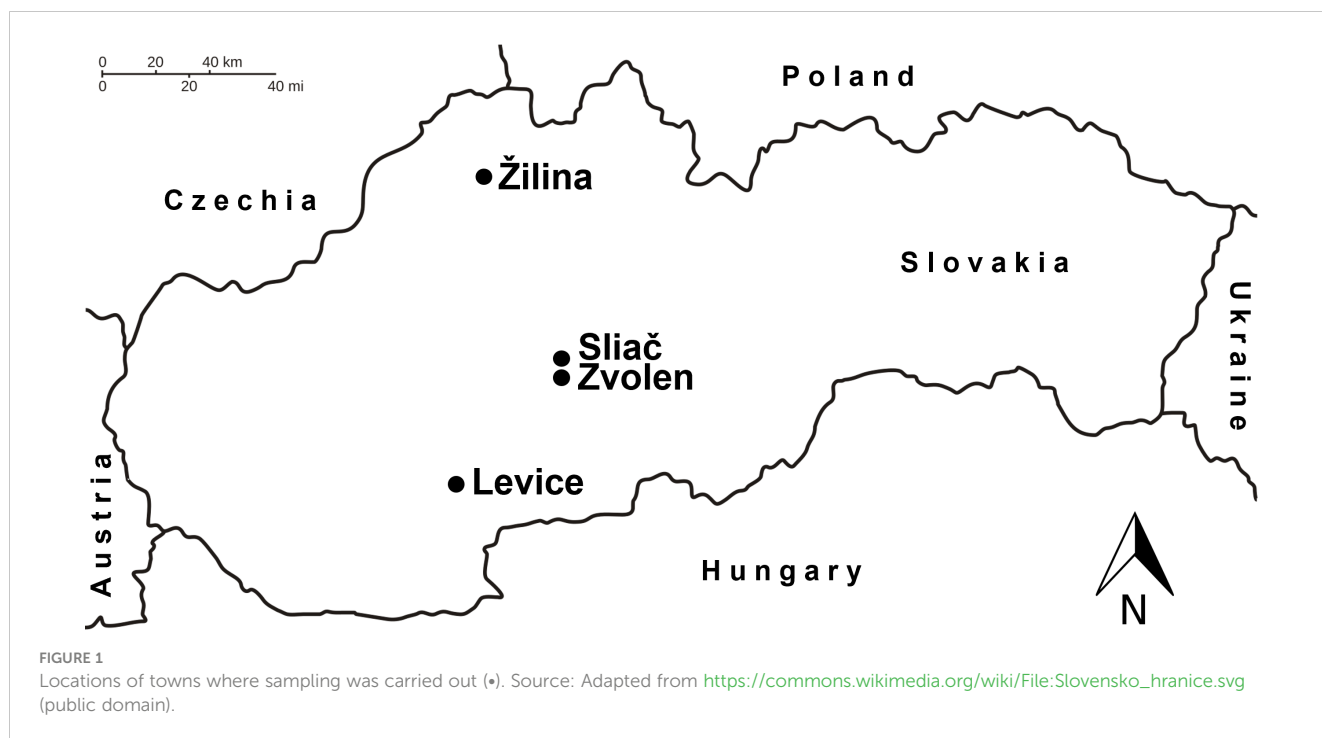 0 20 40 km
0 20 40 mi
Poland
Žilina
Czechia
Slovakia
Ukraine
Sliač
Zvolen
Levice
Austria
Hungary
N
FIGURE 1
Locations of towns where sampling was carried out (•). Source: Adapted from https://commons.wikimedia.org/wiki/File:Slovensko_hranice.svg
(public domain).